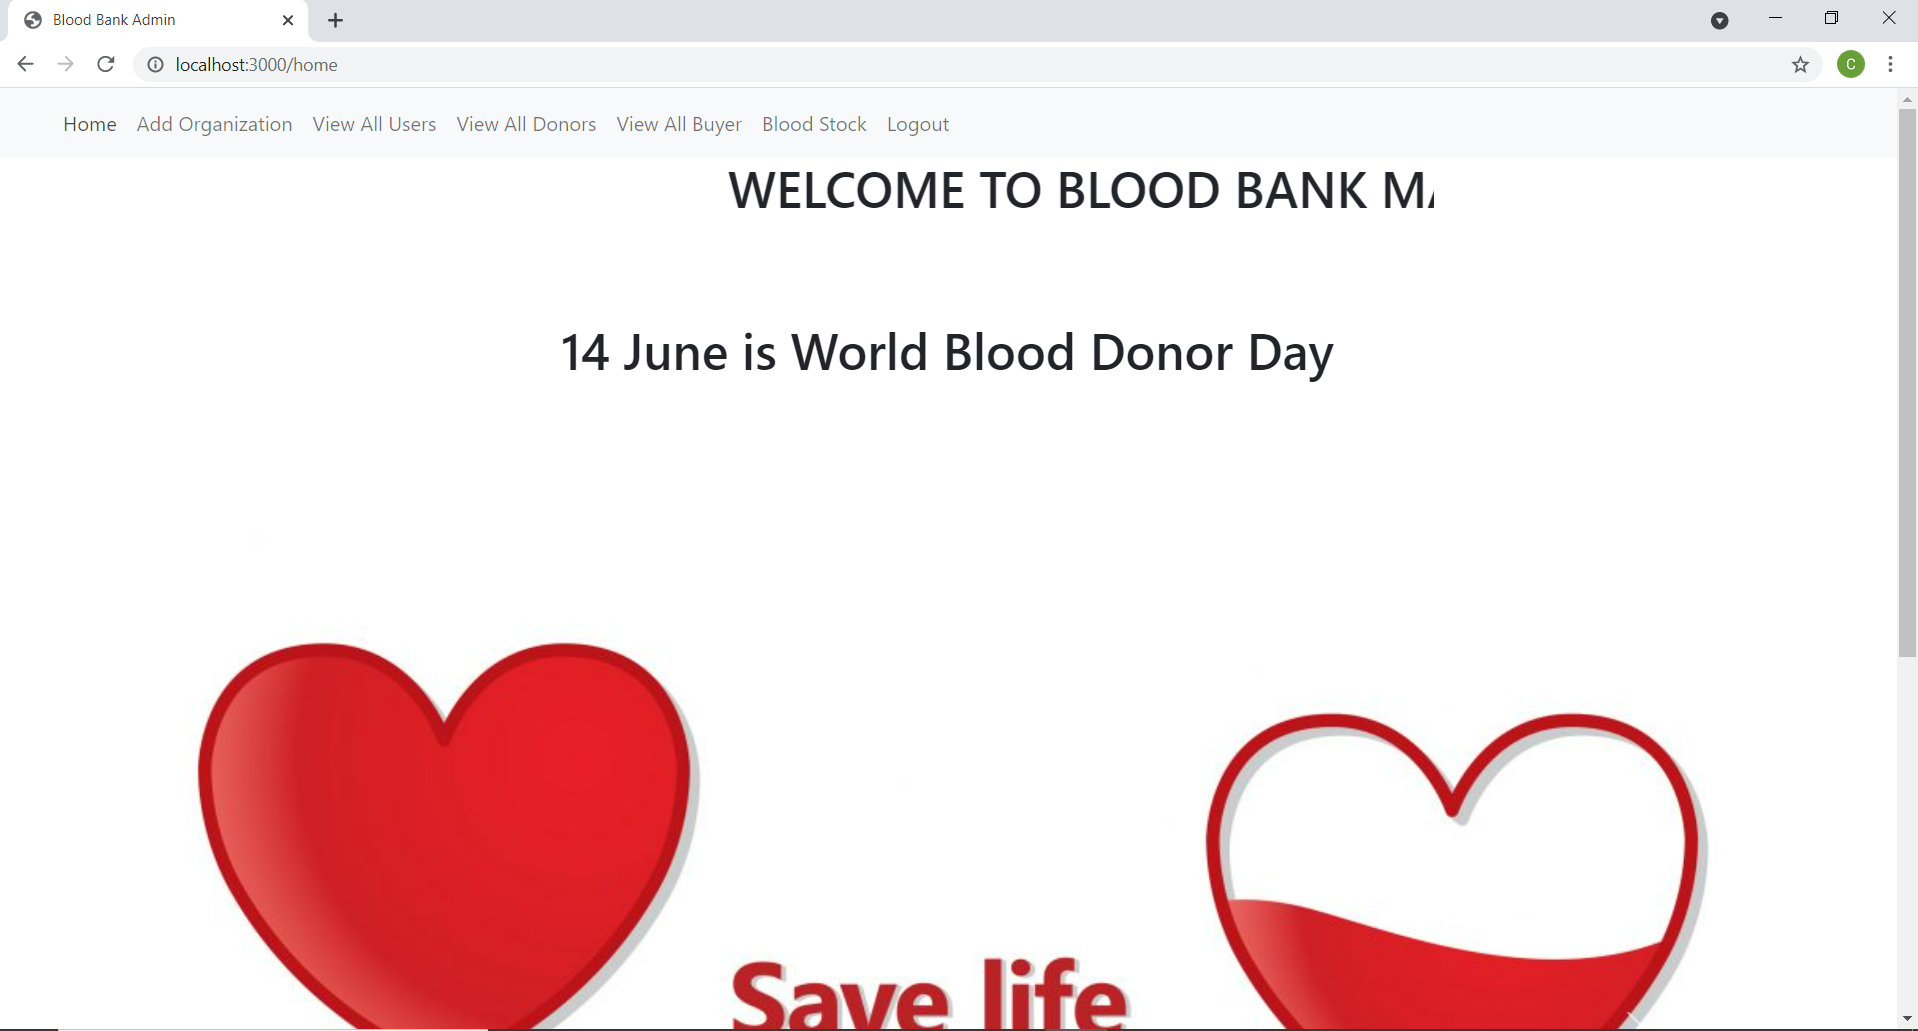 Blood Bank Admin
localhost:3000/home
C
Home Add Organization View All Users View All Donors View All Buyer Blood Stock Logout
WELCOME TO BLOOD BANK MA
14 June is World Blood Donor Day
Save life